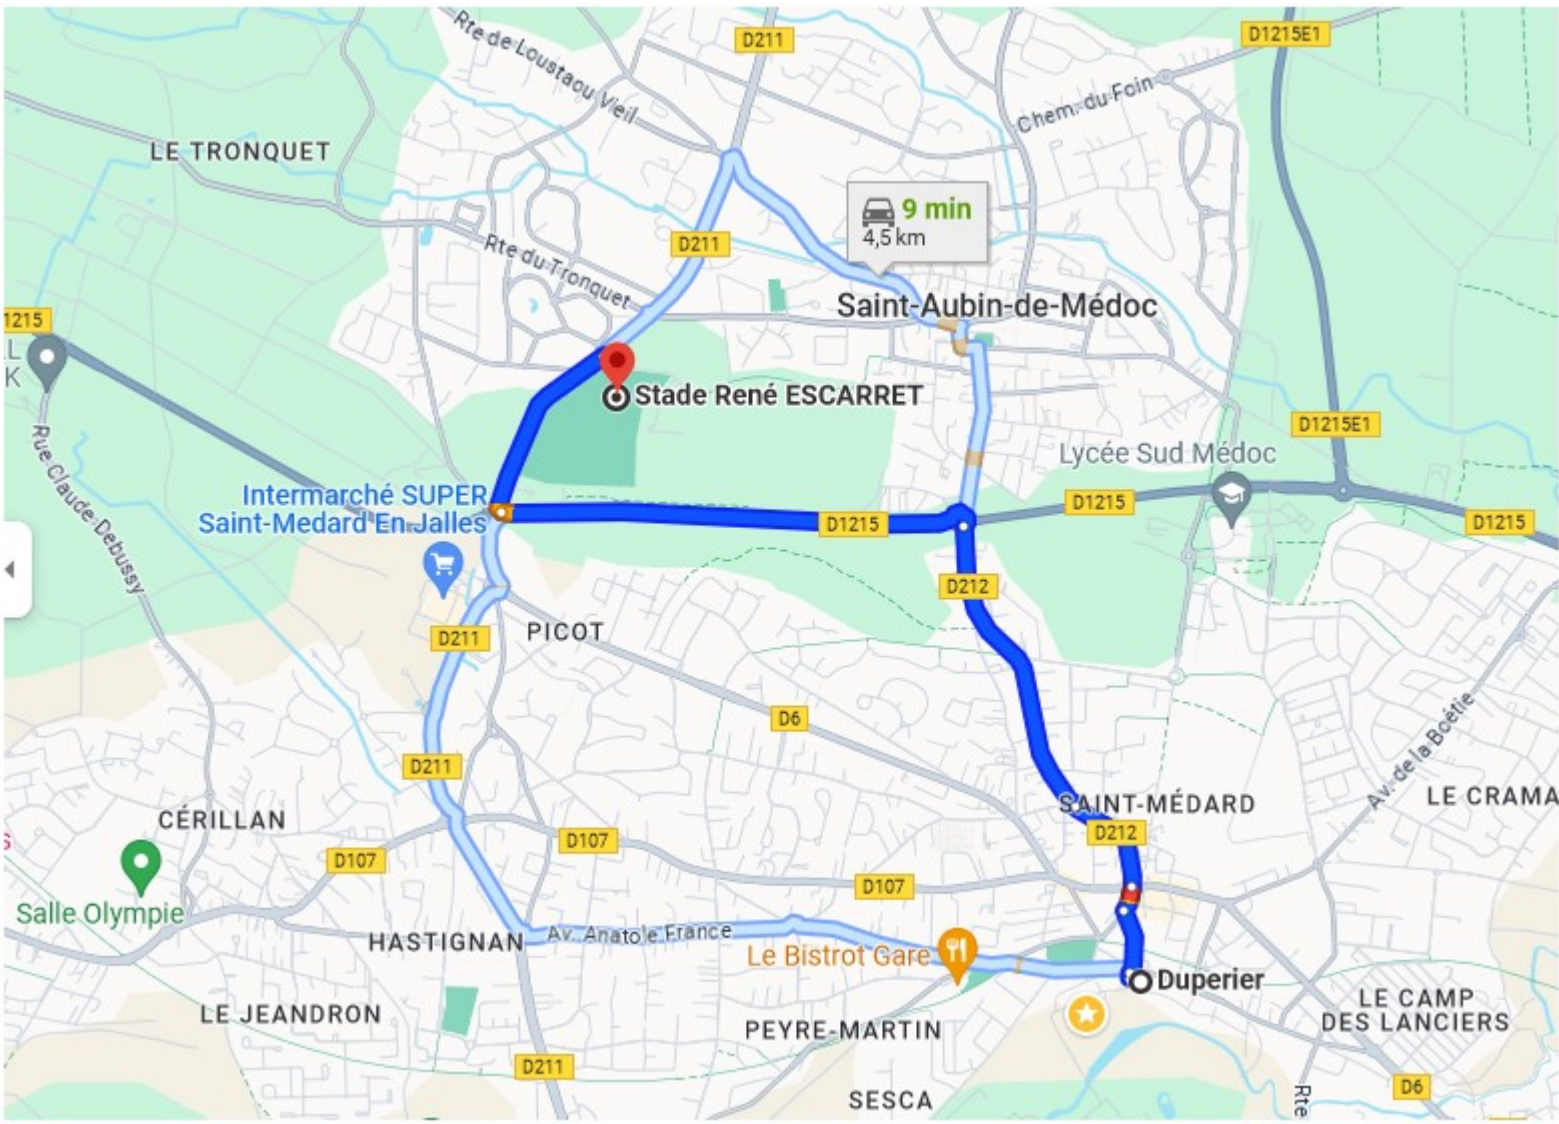 D211
D1215E1
Rte de Loustaou Vieil
Chem. du Foin
LE TRONQUET
9 min
4,5 km
D211
Rte du Tronquet
Saint-Aubin-de-Médoc
1215
Stade René ESCARRET
D1215E1
Rue Claude Debussy
Lycée Sud Médoc
Intermarché SUPER
Saint-Medard En Jalles
D1215
D1215
D1215
D212
PICOT
D211
D6
Av. de la Boétie
D211
SAINT-MÉDARD
LE CRAMA
CÉRILLAN
D212
D107
D107
D107
Salle Olympie
HASTIGNAN
Av. Anatole France
Le Bistrot Gare
Duperier
LE JEANDRON
LE CAMP
DES LANCIERS
PEYRE-MARTIN
D211
D6
SESCA
Rte